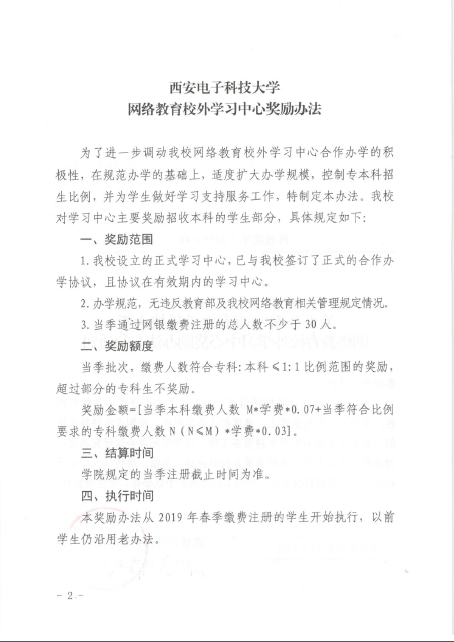 西安电子科技大学
网络教育校外学习中心奖励办法
为了进一步调动我校网络教育校外学习中心合作办学的积
极性，在规范办学的基础上，适度扩大办学规模，控制专本科招
生比例，并为学生做好学习支持服务工作，特制定本办法。我校
对学习中心主要奖励招收本科的学生部分，具体规定如下：
一、奖励范围
1.我校设立的正式学习中心，已与我校签订了正式的合作办
学协议，且协议在有效期内的学习中心。
2.办学规范，无违反教育部及我校网络教育相关管理规定情况。
3.当季通过网银缴费注册的总人数不少于30人。
二、奖励额度
当季批次，缴费人数符合专科:本科≤1:1比例范围的奖励，
超过部分的专科生不奖励。
奖励金额=[当季本科缴费人数 M*学费*0.07+当季符合比例
要求的专科缴费人数N（N≤M）*学费*0.03]。
三、结算时间
学院规定的当季注册截止时间为准。
四、执行时间
本奖励办法从2019年春季缴费注册的学生开始执行，以前
学生仍沿用老办法。
- 2 -